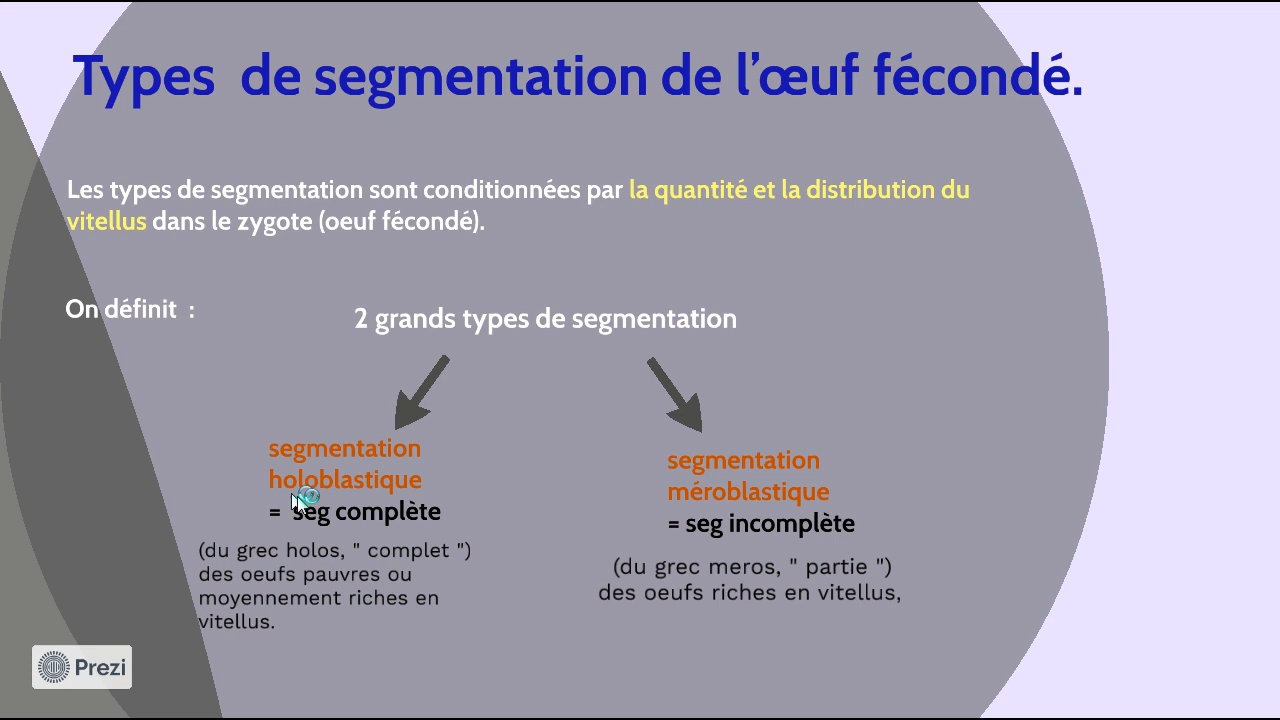 Types de segmentation de l’œuf fécondé.
Les types de segmentation sont conditionnées par la quantité et la distribution du
vitellus dans le zygote (oeuf fécondé).
On définit :
2 grands types de segmentation
segmentation
holoblastique
= seg complète
(du grec holos, " complet ")
des oeufs pauvres ou
moyennement riches en
vitellus.
segmentation
méroblastique
= seg incomplète
(du grec meros, " partie ")
des oeufs riches en vitellus,
Prezi